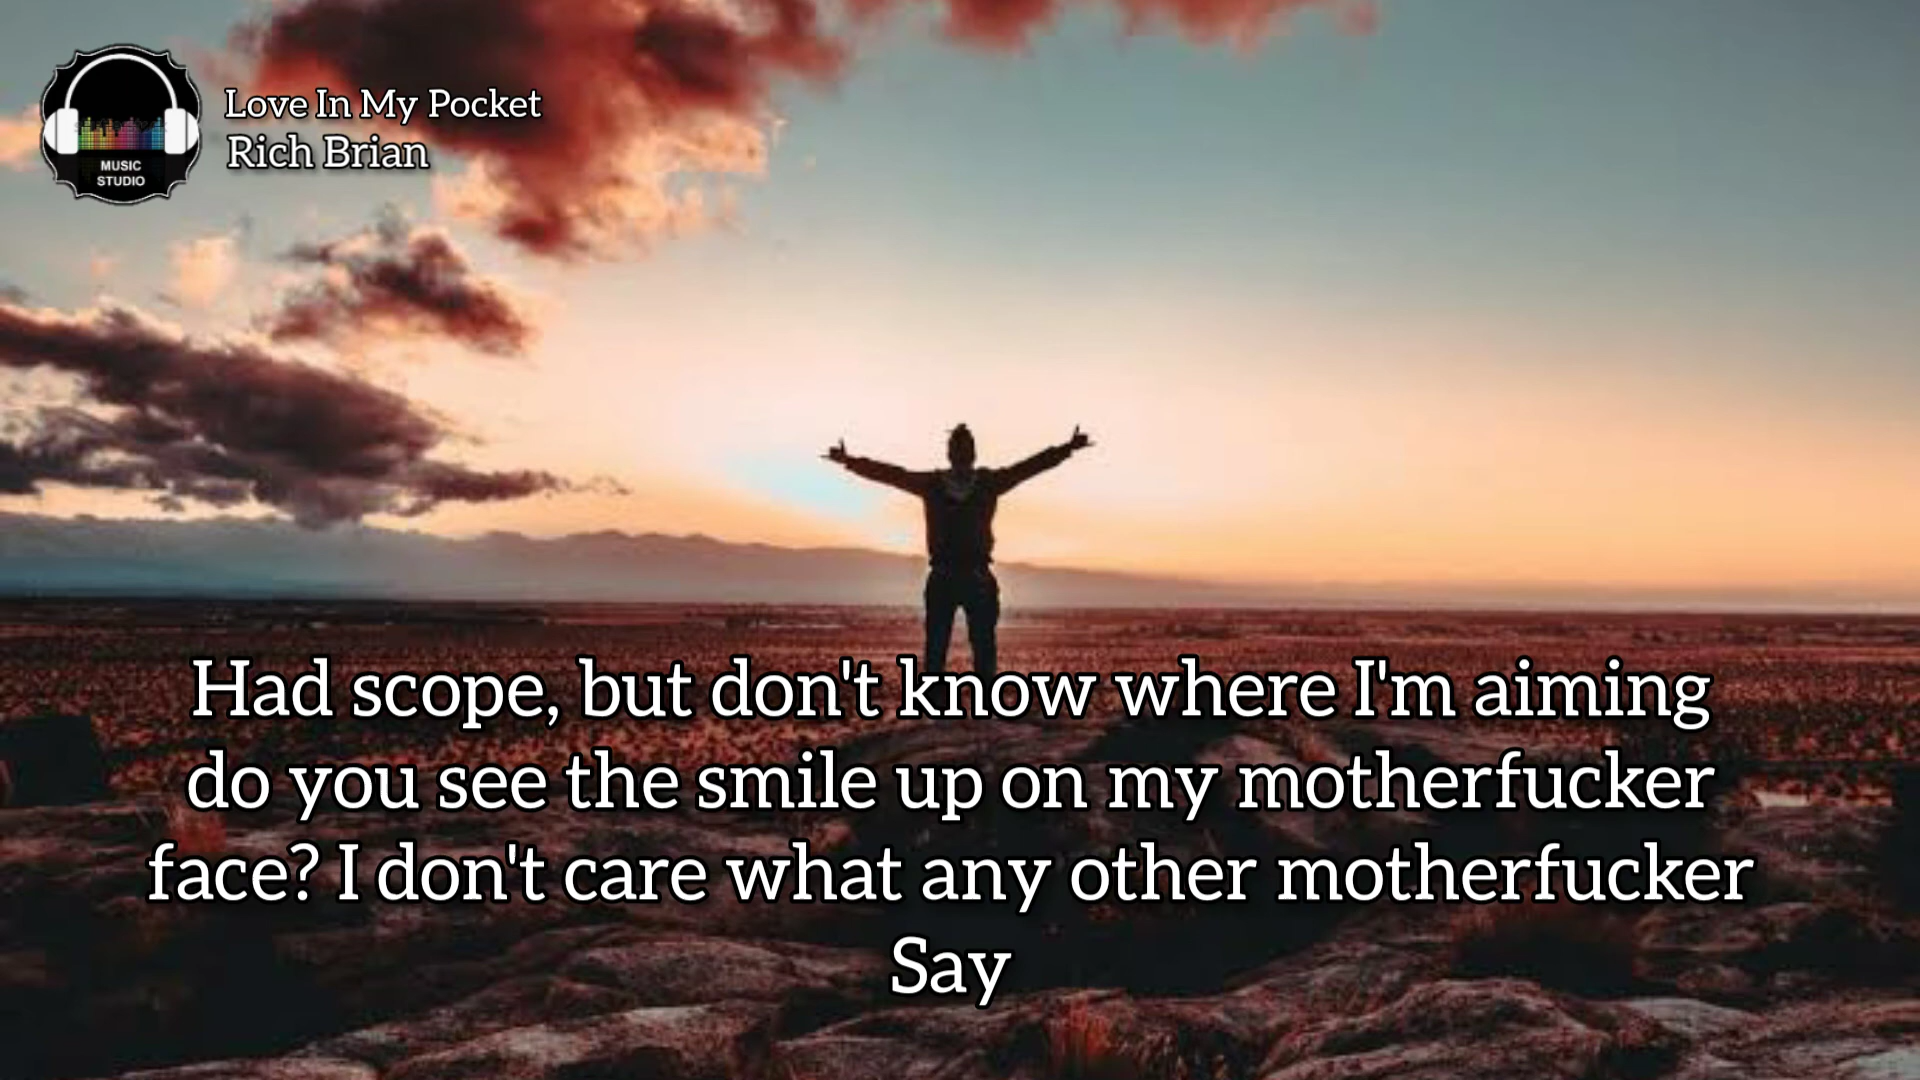 Love In My Pocket
Rich Brian
MUSIC
STUDIO
Had scope, but don't know where I'm aiming
do you see the smile up on my motherfucker
face? I don't care what any other motherfucker
Say